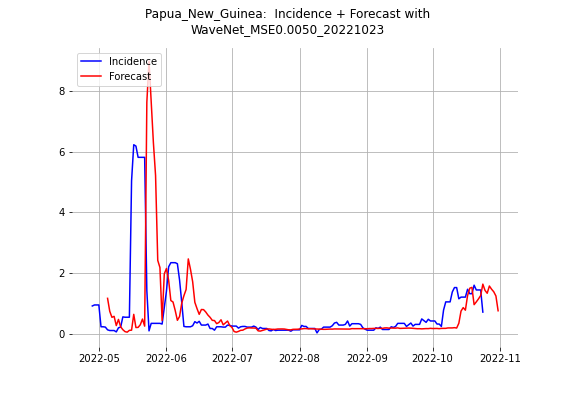 Papua_New_Guinea:  Incidence + Forecast with
WaveNet_MSE0.0050_20221023
Incidence
Forecast
8
6
4
2
0
2022-05 2022-06 2022-07 2022-08 2022-09 2022-10 2022-11